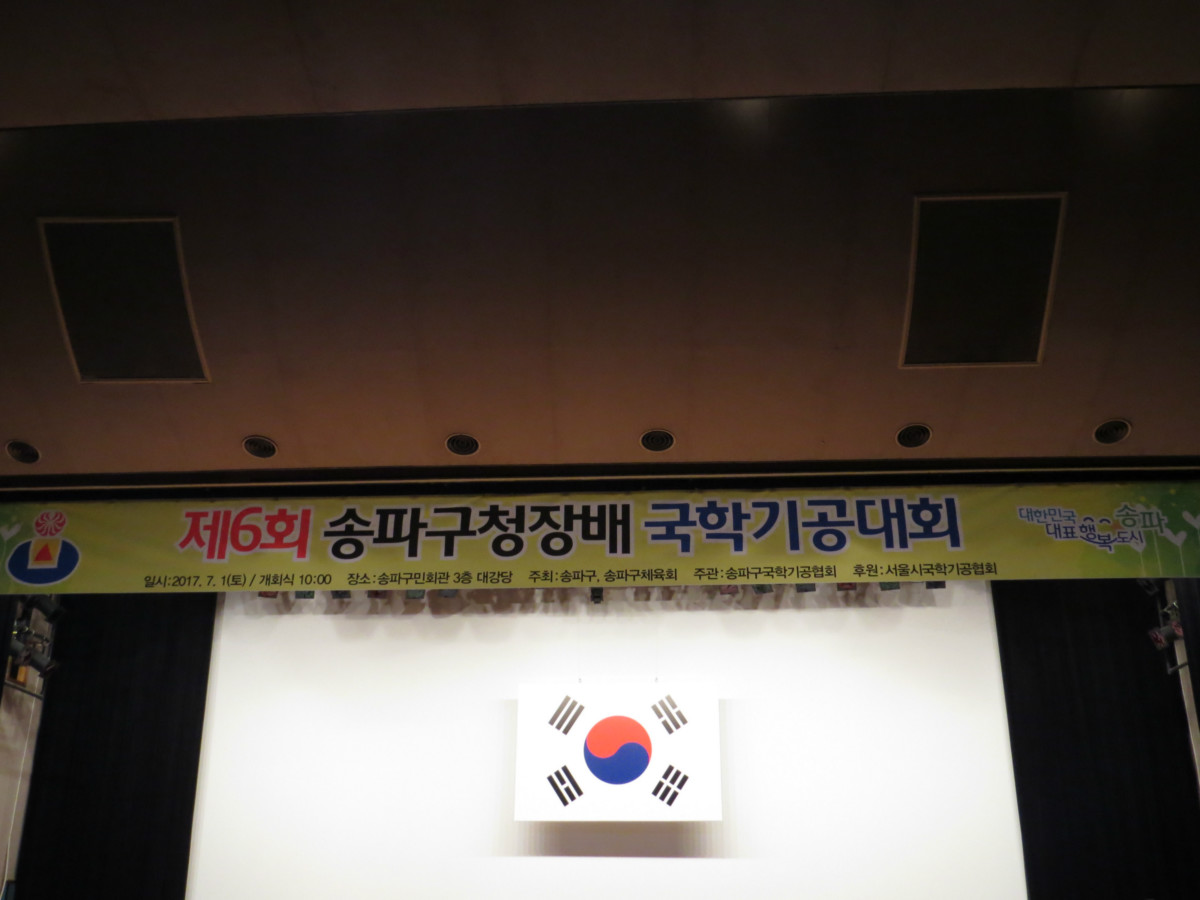 제6회 송파구청장배 국학기공대회
일시:2017. 7. 1(토) / 개회식 10:00 장소:송파구민회관 3층 대강당 주최:송파구, 송파구체육회 주관:송파구국학기공협회 후원:서울시국학기공협회
대한민국
대표 행복도시
송파